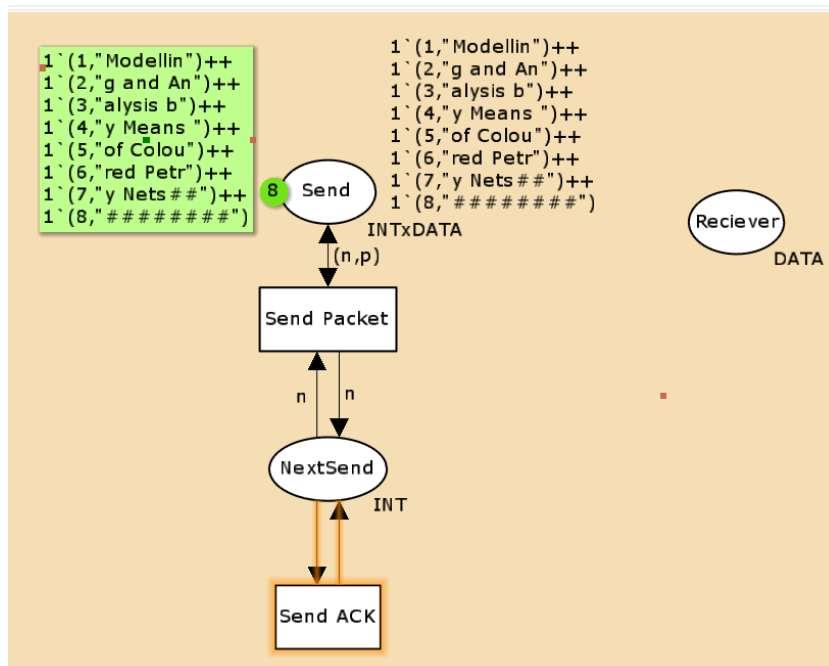 1`(1,"Modellin")++
1`(2,"g and An")++
1`(3,"alysis b")++
1`(4,"y Means ")++
1`(5,"of Colou")++
1`(6,"red Petr")++
1`(7,"y Nets##")++
1`(8,"########")
1`(1,"Modellin")++
1`(2,"g and An")++
1`(3,"alysis b")++
1`(4,"y Means ")++
1`(5,"of Colou")++
1`(6,"red Petr")++
1`(7,"y Nets##")++
1`(8,"########")
8
Send
INTxDATA
Reciever
DATA
(n,p)
Send Packet
n
n
NextSend
INT
Send ACK